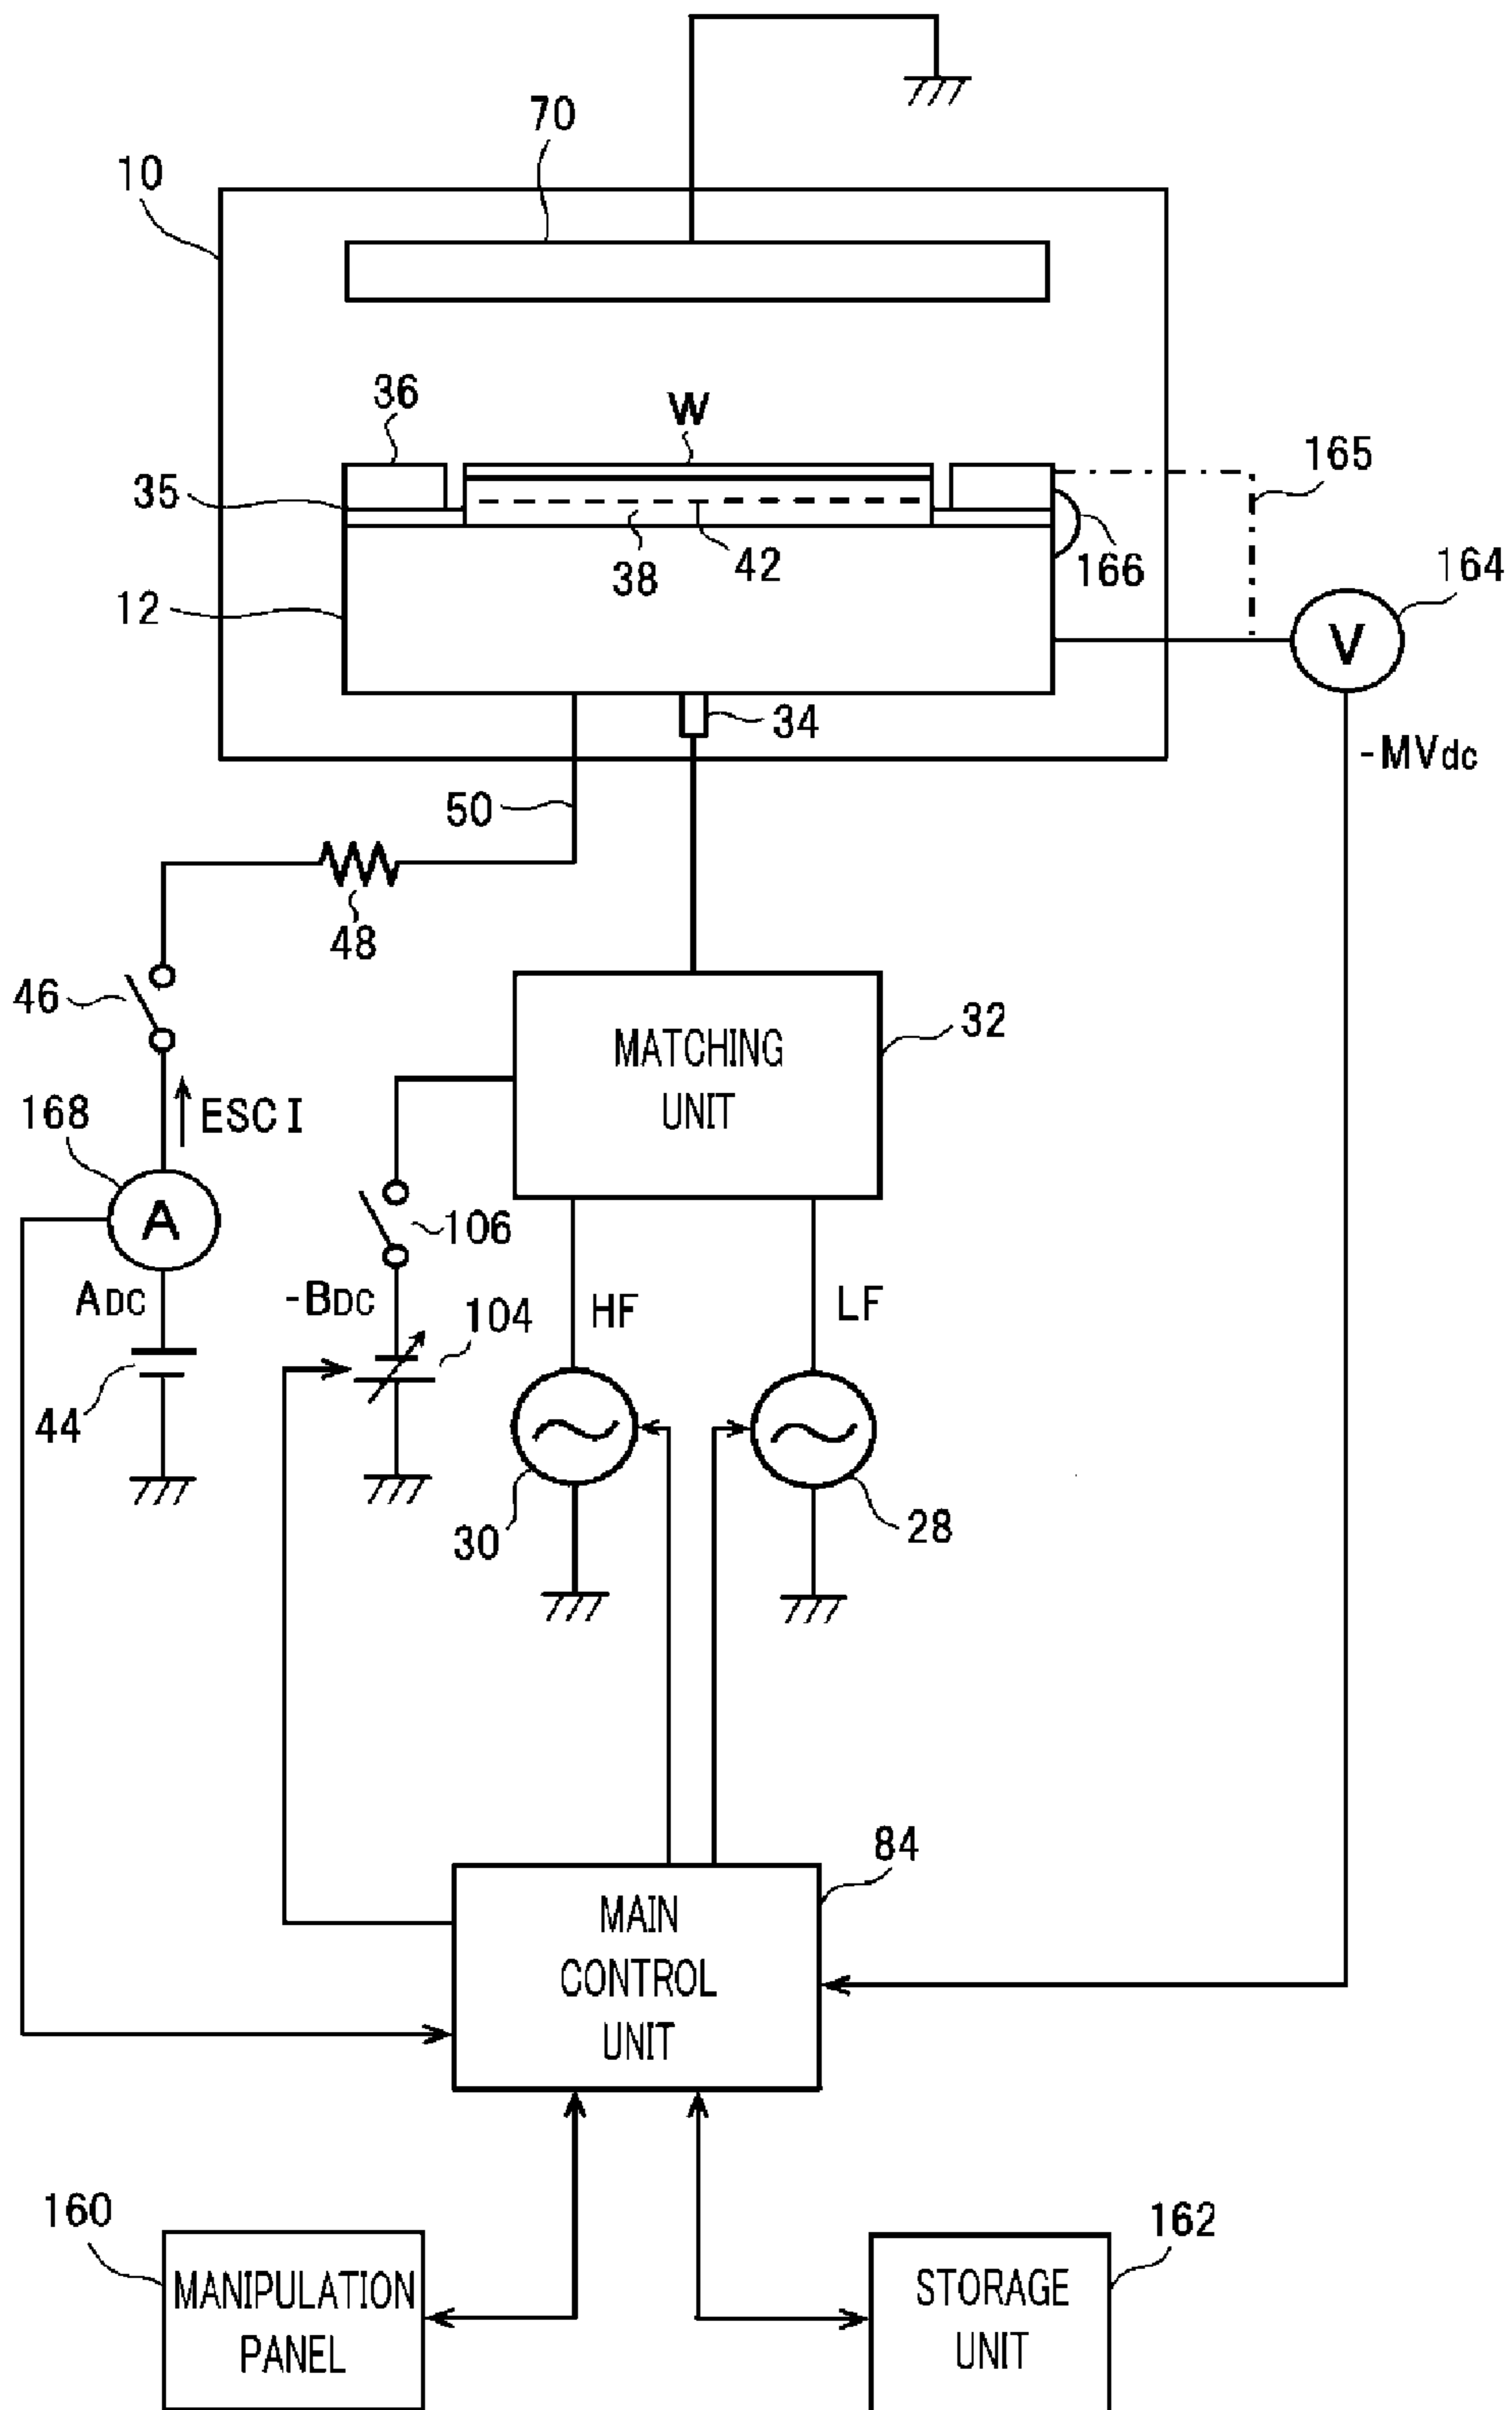 70
10
36
W
165
35
38
42
166
164
12
V
34
-MVdc
50
48
46
32
MATCHING
UNIT
168
ESCI
A
106
ADC
-BDC
104
HF
LF
44
30
28
84
MAIN
CONTROL
UNIT
160
162
MANIPULATION
PANEL
STORAGE
UNIT